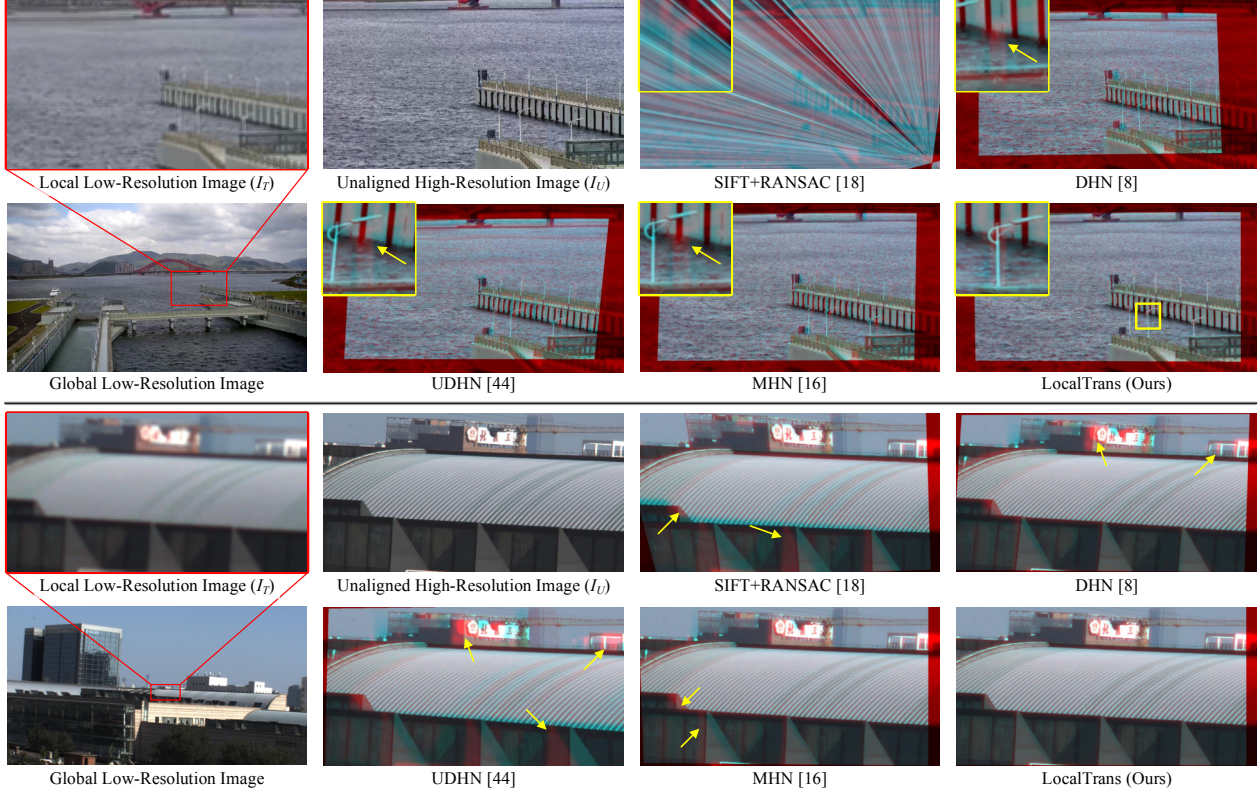 Local Low-Resolution Image (I_T)
Unaligned High-Resolution Image (I_U)
SIFT+RANSAC [18]
DHN [8]
Global Low-Resolution Image
UDHN [44]
MHN [16]
LocalTrans (Ours)
Local Low-Resolution Image (I_T)
Unaligned High-Resolution Image (I_U)
SIFT+RANSAC [18]
DHN [8]
Global Low-Resolution Image
UDHN [44]
MHN [16]
LocalTrans (Ours)